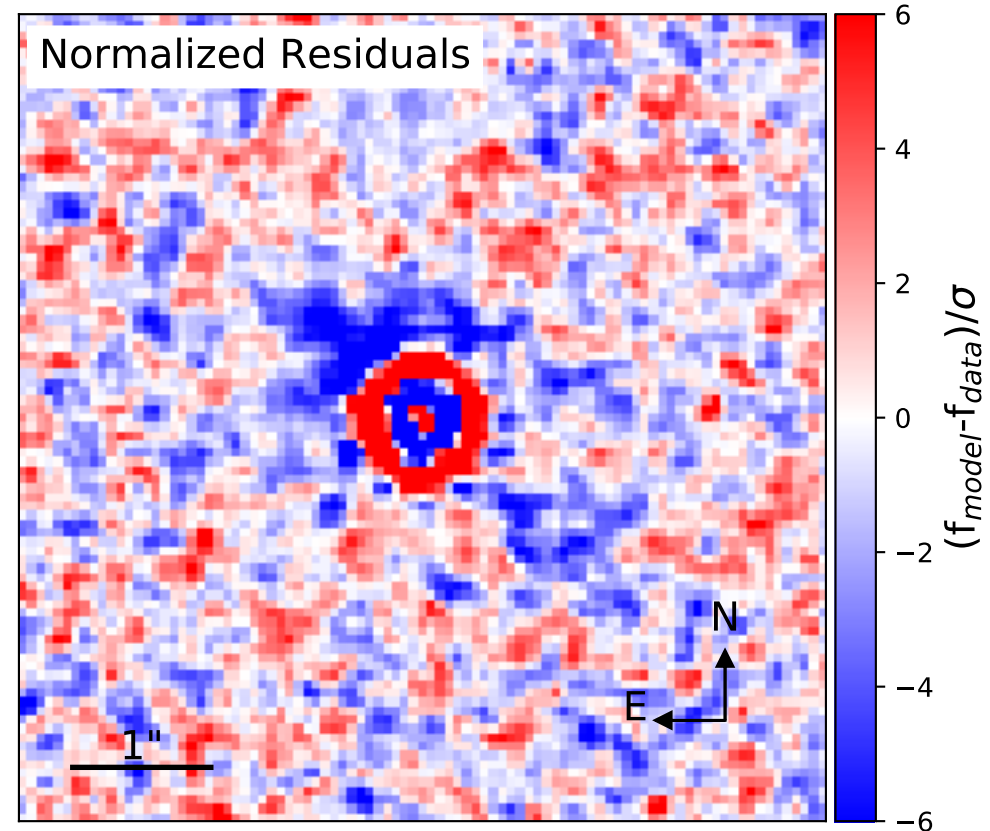 Normalized Residuals
6
4
2
0
−2
−4
−6
(f_model-f_data)/σ
N
E
1"